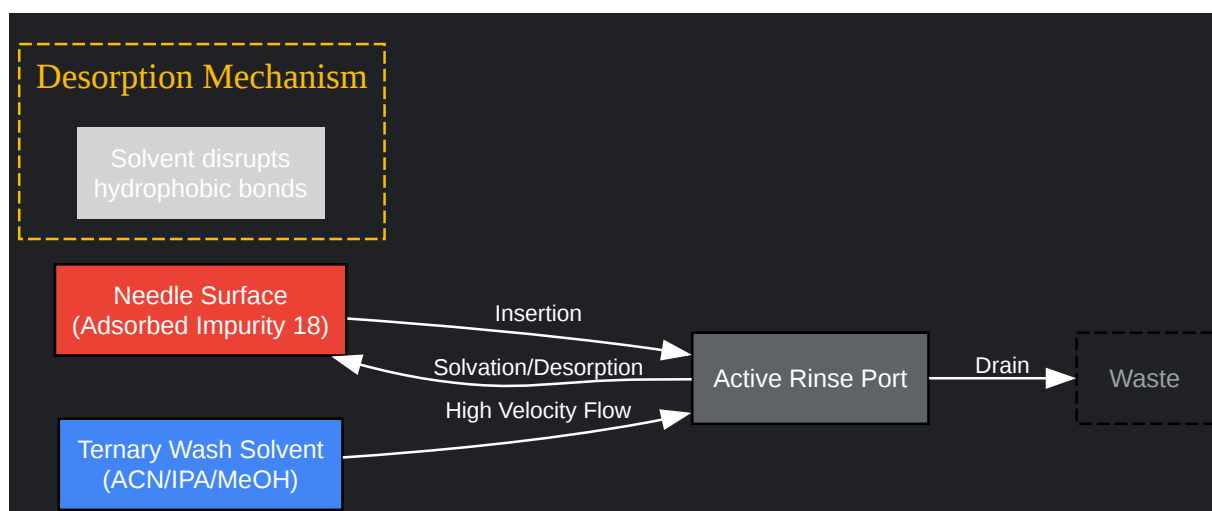 Desorption Mechanism
Solvent disrupts
hydrophobic bonds
Needle Surface
(Adsorbed Impurity 18)
Insertion
Solvation/Desorption
High Velocity Flow
Active Rinse Port
Drain
Waste
Ternary Wash Solvent
(ACN/IPA/MeOH)